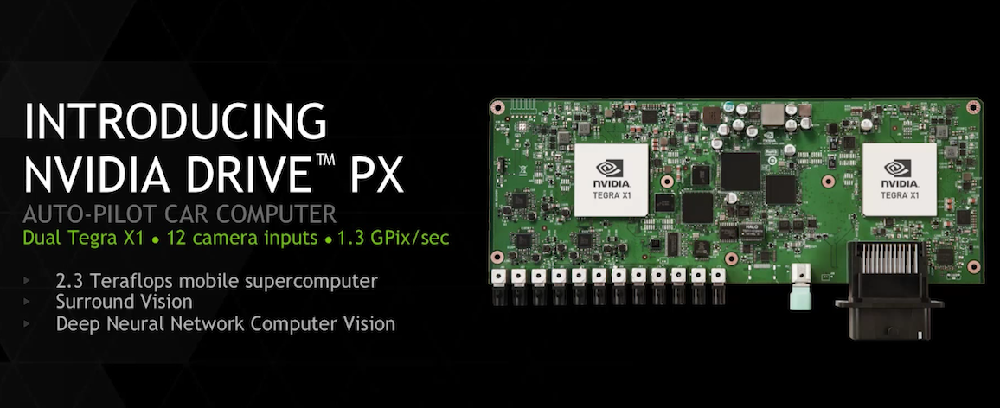 INTRODUCING
NVIDIA DRIVE™ PX
AUTO-PILOT CAR COMPUTER
Dual Tegra X1 • 12 camera inputs • 1.3 GPix/sec
2.3 Teraflops mobile supercomputer
Surround Vision
Deep Neural Network Computer Vision
NVIDIA.
TEGRA X1
HALO
NVIDIA.
TEGRA X1